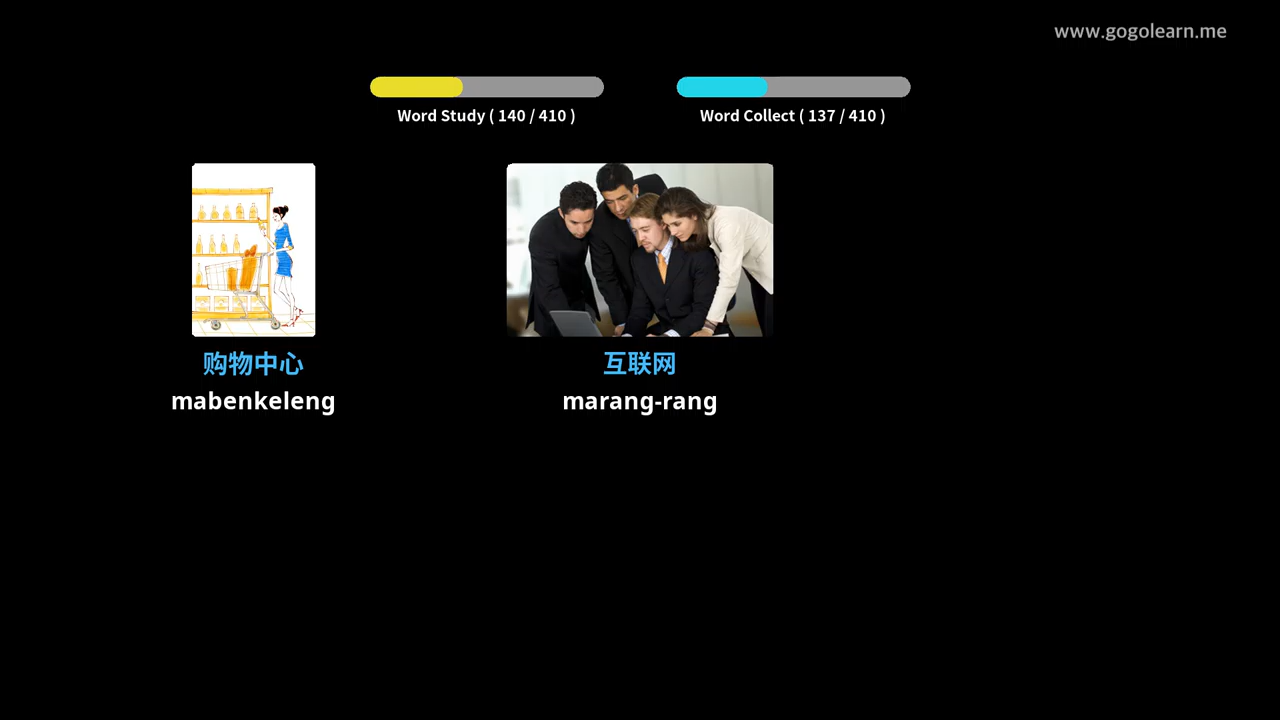 www.gogolearn.me
Word Study ( 140 / 410 )
Word Collect ( 137 / 410 )
购物中心
mabenkeleng
互联网
marang-rang